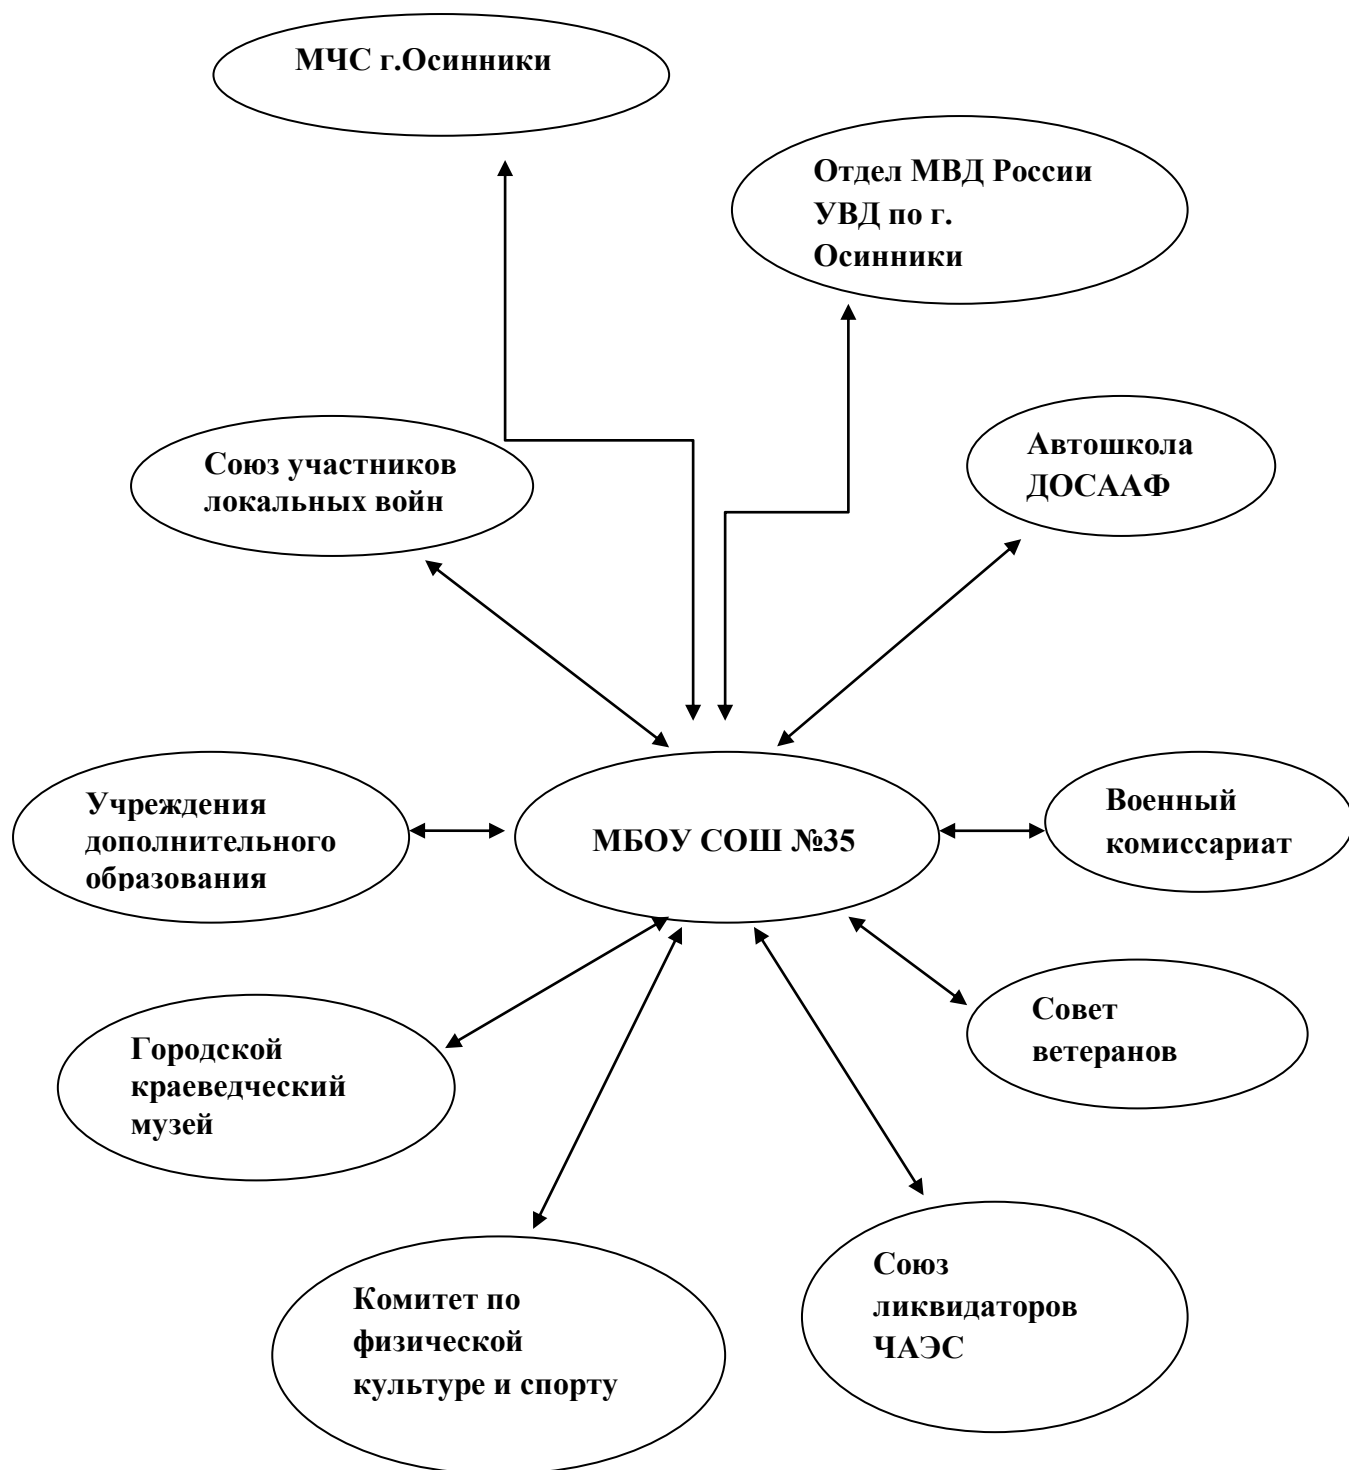 МЧС г.Осинники
Отдел МВД России
УВД по г.
Осинники
Союз участников
локальных войн
Автошкола
ДОСААФ
Учреждения
дополнительного
образования
МБОУ СОШ №35
Военный
комиссариат
Городской
краеведческий
музей
Совет
ветеранов
Комитет по
физической
культуре и спорту
Союз
ликвидаторов
ЧАЭС